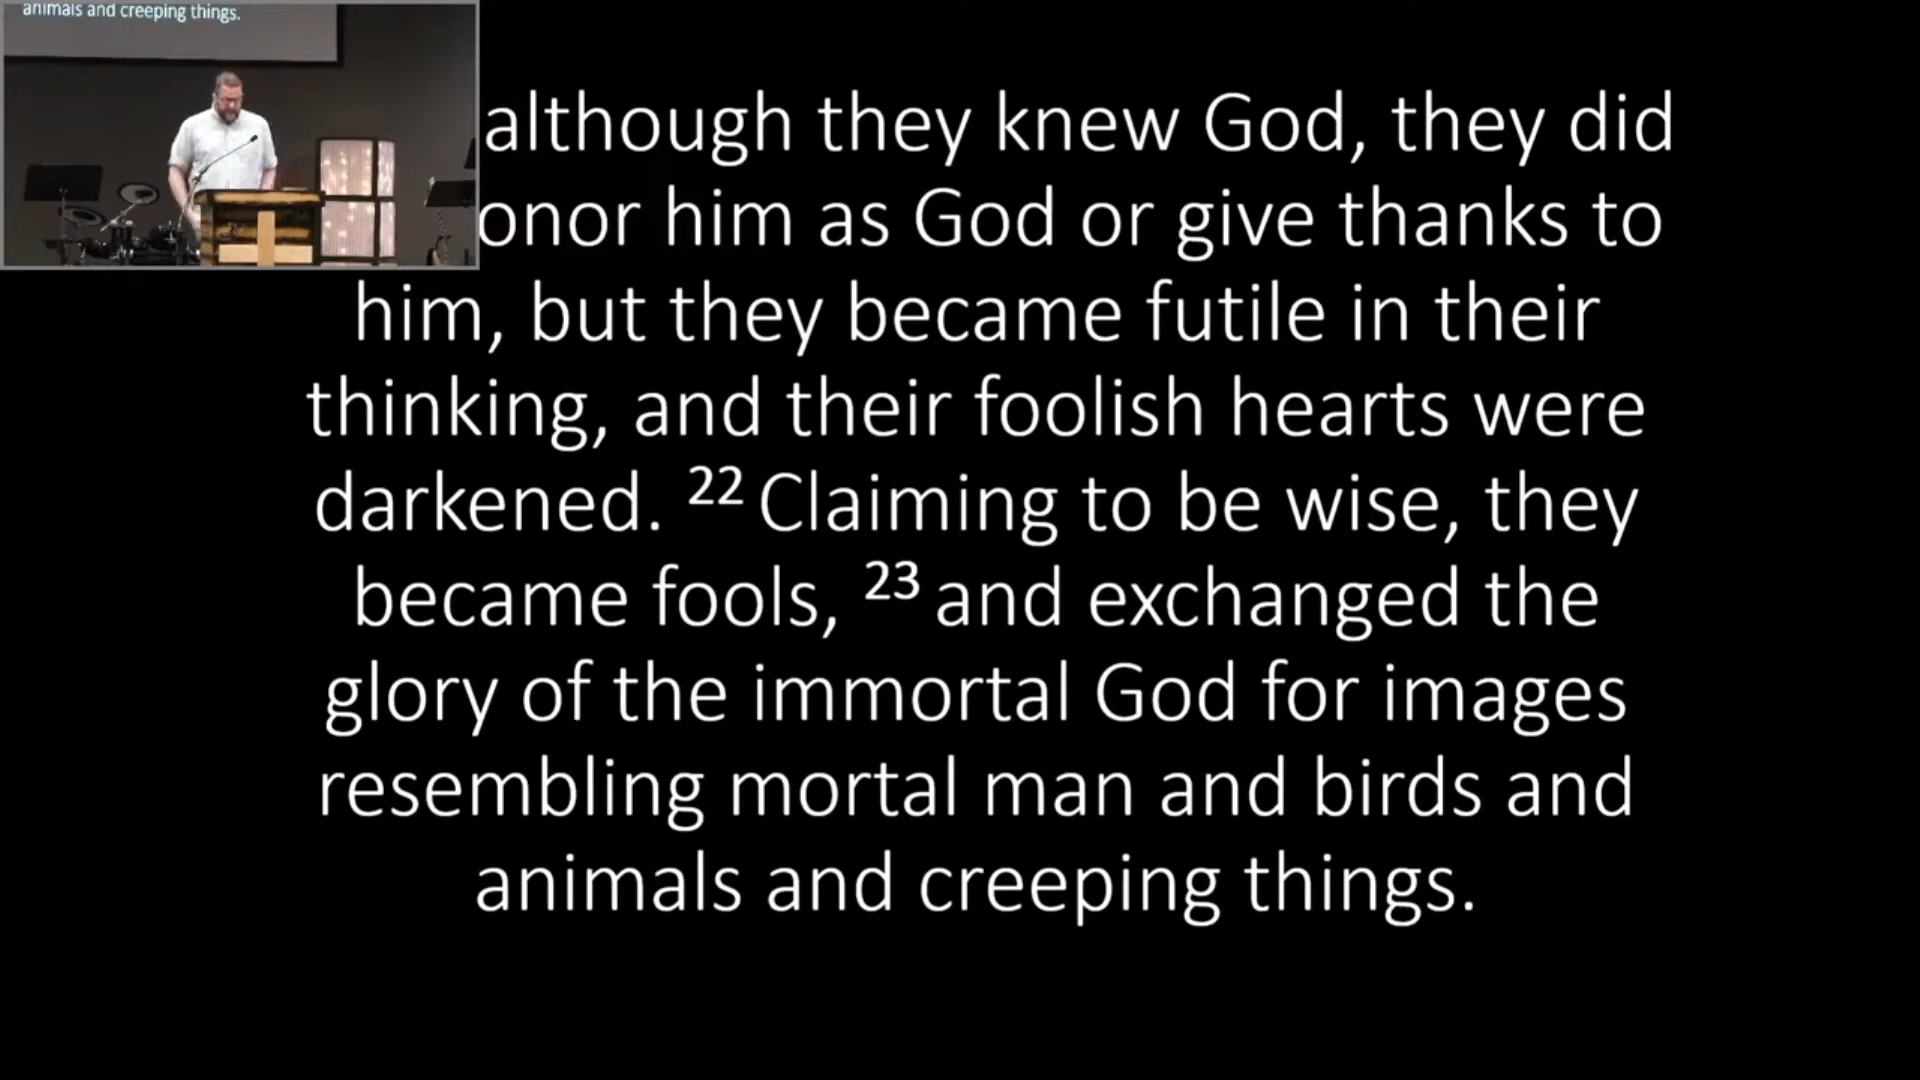 animals and creeping things.
although they knew God, they did
onor him as God or give thanks to
him, but they became futile in their
thinking, and their foolish hearts were
darkened. 22 Claiming to be wise, they
became fools, 23 and exchanged the
glory of the immortal God for images
resembling mortal man and birds and
animals and creeping things.